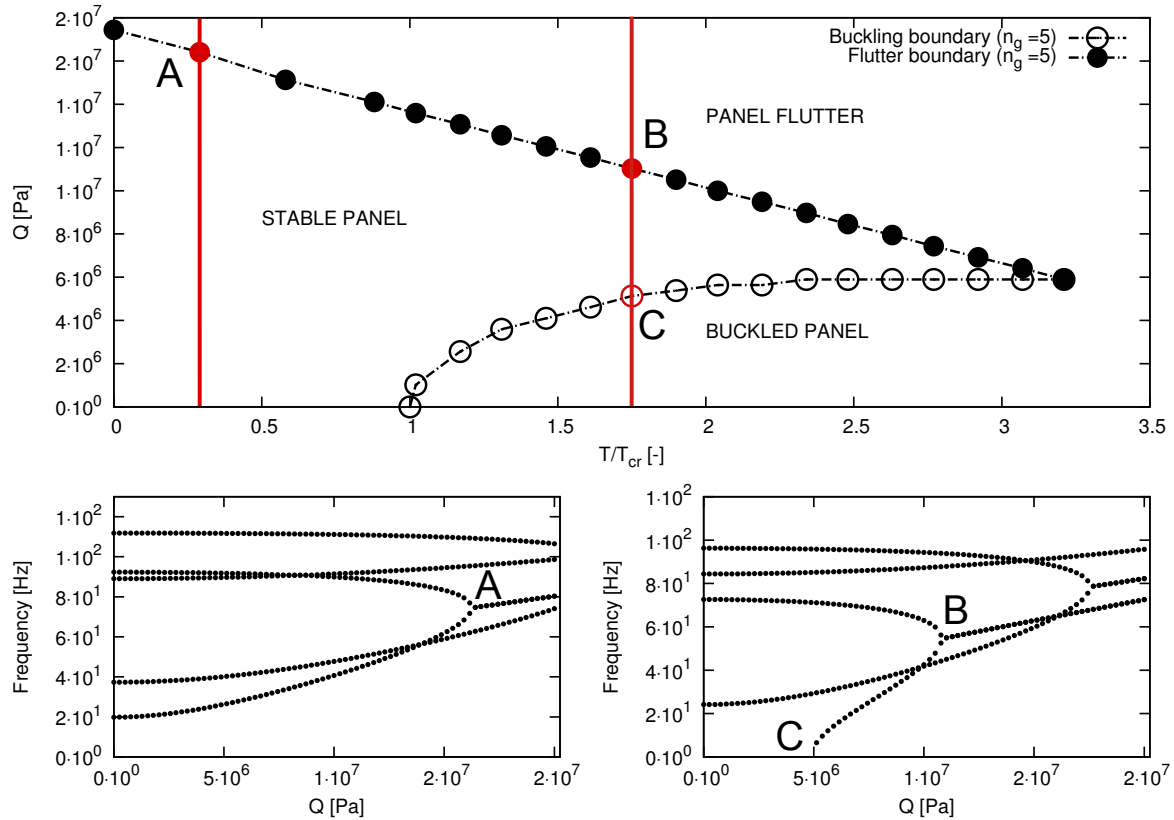 2·10⁷
2·10⁷
1·10⁷
1·10⁷
1·10⁷
8·10⁶
6·10⁶
4·10⁶
2·10⁶
0·10⁰
Q [Pa]
Buckling boundary (n_g =5)
Flutter boundary (n_g =5)
A
B
C
PANEL FLUTTER
STABLE PANEL
BUCKLED PANEL
0 0.5 1 1.5 2 2.5 3 3.5
T/T_cr [-]
1·10²
1·10²
8·10¹
6·10¹
4·10¹
2·10¹
0·10⁰
Frequency [Hz]
A
0·10⁰ 5·10⁶ 1·10⁷ 2·10⁷ 2·10⁷
Q [Pa]
1·10²
1·10²
8·10¹
6·10¹
4·10¹
2·10¹
0·10⁰
Frequency [Hz]
B
C
0·10⁰ 5·10⁶ 1·10⁷ 2·10⁷ 2·10⁷
Q [Pa]